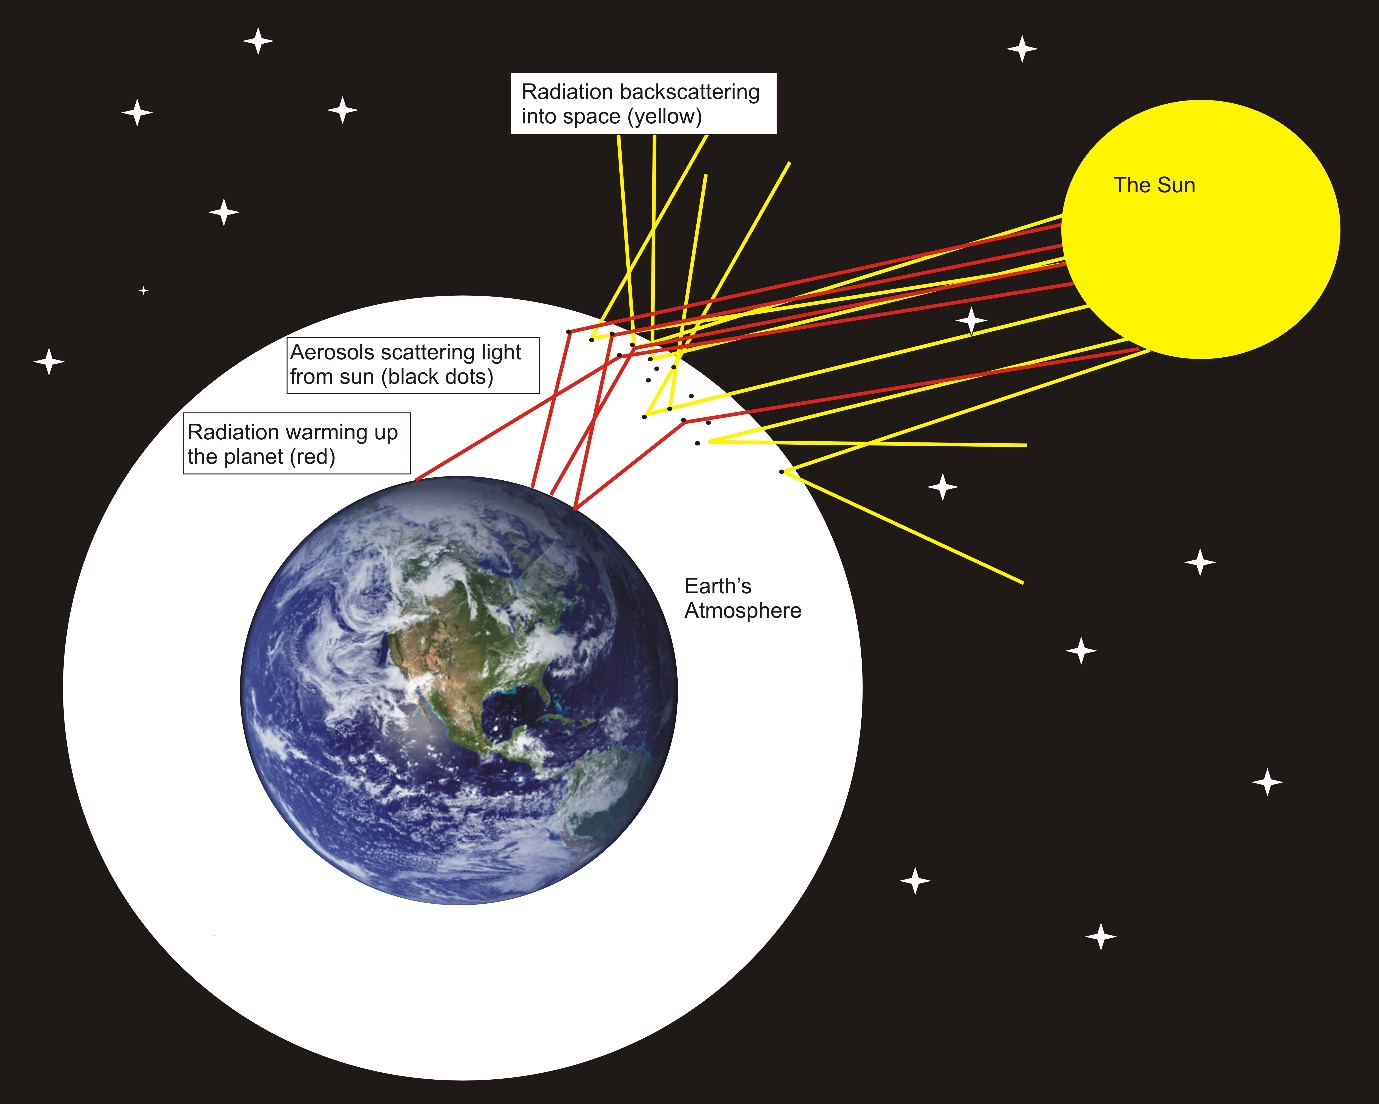 Radiation backscattering
into space (yellow)
The Sun
Aerosols scattering light
from sun (black dots)
Radiation warming up
the planet (red)
Earth's
Atmosphere